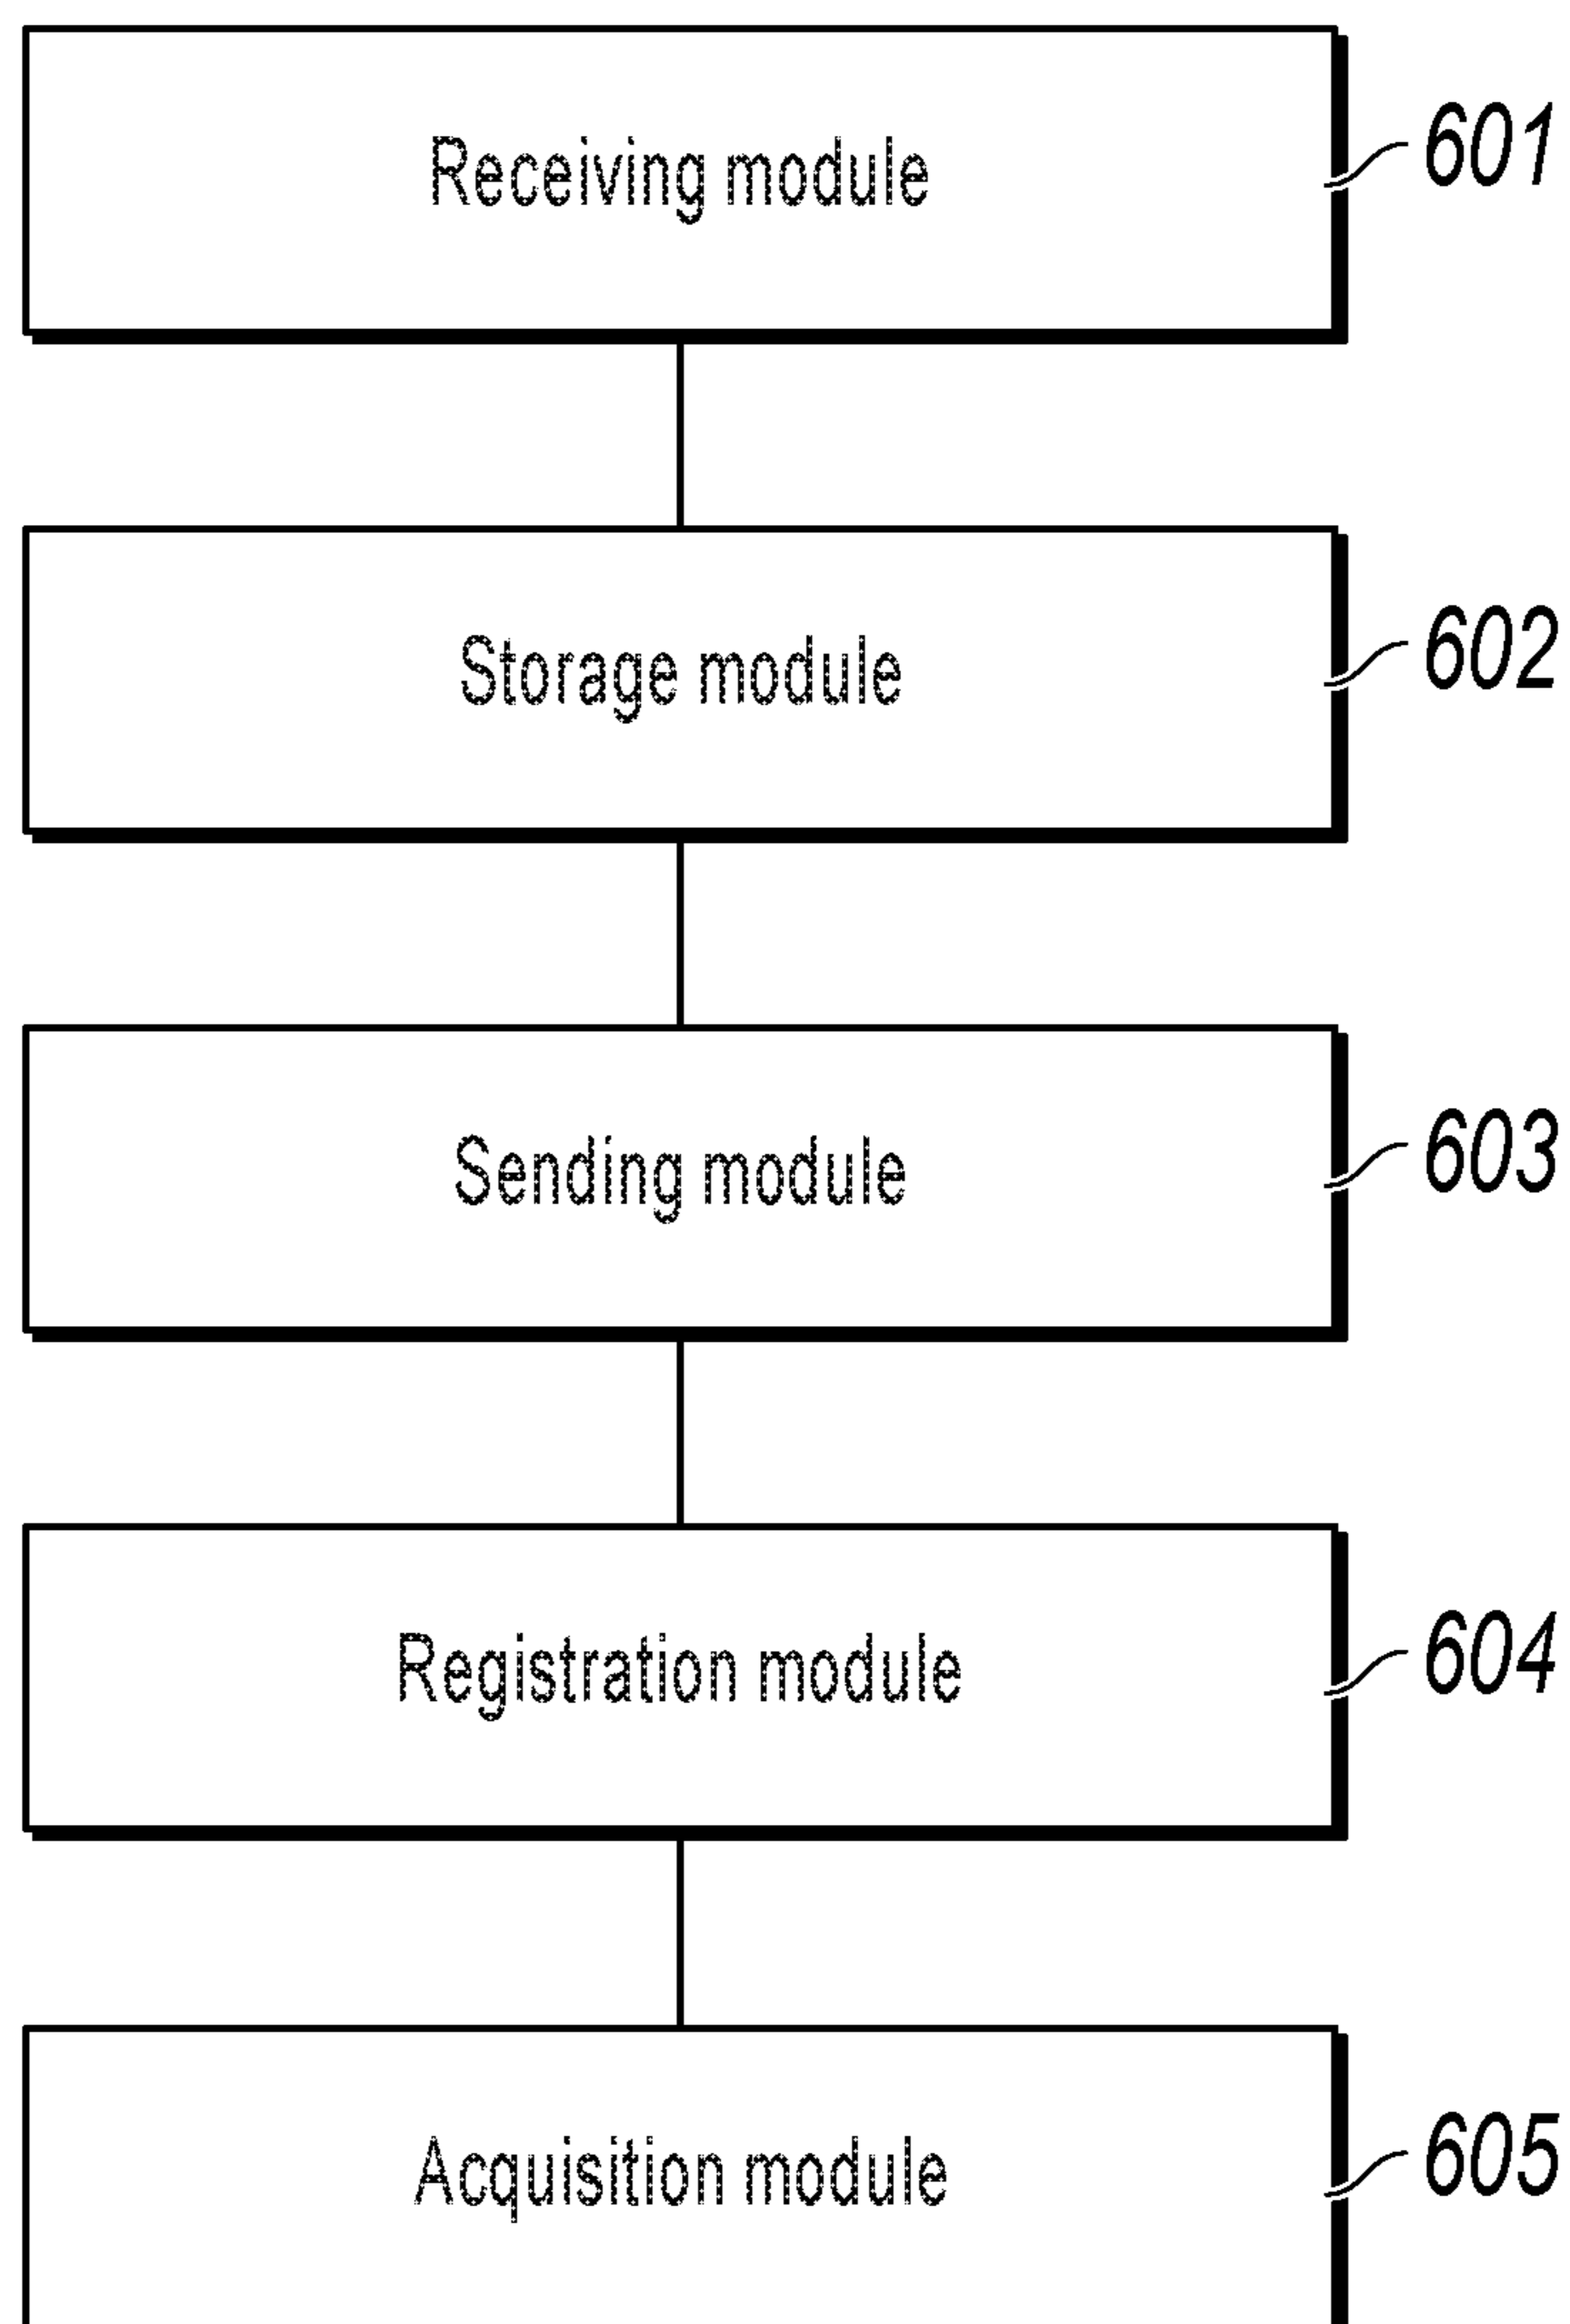 Receiving module 601
Storage module 602
Sending module 603
Registration module 604
Acquisition module 605